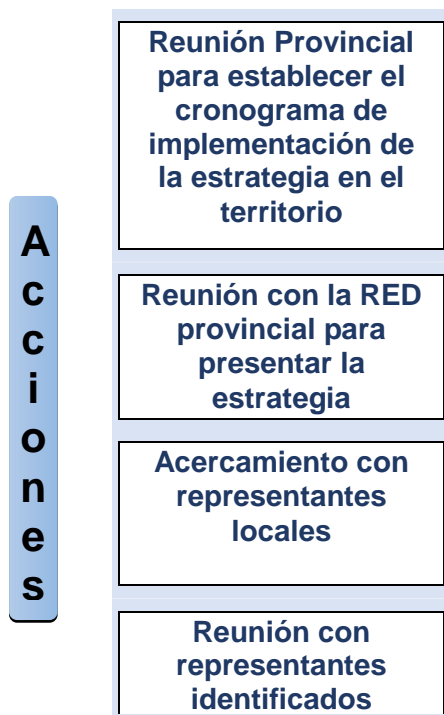 Acciones
Reunión Provincial
para establecer el
cronograma de
implementación de
la estrategia en el
territorio
Reunión con la RED
provincial para
presentar la
estrategia
Acercamiento con
representantes
locales
Reunión con
representantes
identificados